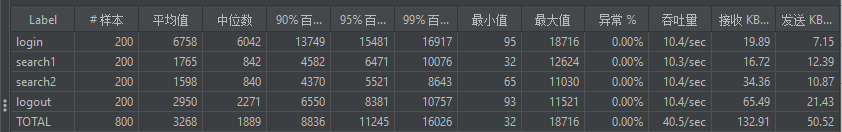 Label # 样本 平均值 中位数 90% 百... 95% 百... 99% 百... 最小值 最大值 异常 % 吞吐量 接收 KB... 发送 KB...
login 200 6758 6042 13749 15481 16917 95 18716 0.00% 10.4/sec 19.89 7.15
search1 200 1765 842 4582 6471 10076 32 12624 0.00% 10.3/sec 16.72 12.39
search2 200 1598 840 4370 5521 8643 65 11030 0.00% 10.4/sec 34.36 10.87
logout 200 2950 2271 6550 8381 10757 93 11521 0.00% 10.4/sec 65.49 21.43
TOTAL 800 3268 1889 8836 11245 16026 32 18716 0.00% 40.5/sec 132.91 50.52